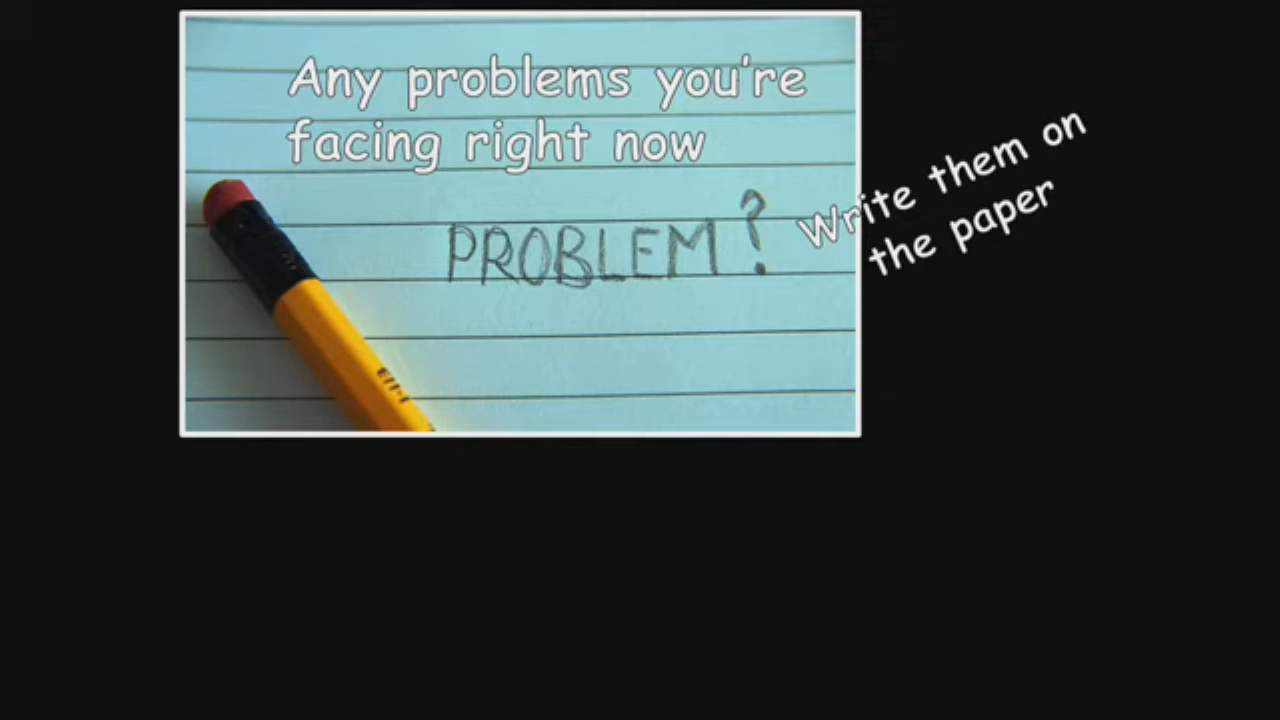 Any problems you're
facing right now
PROBLEM?
Write them on
the paper